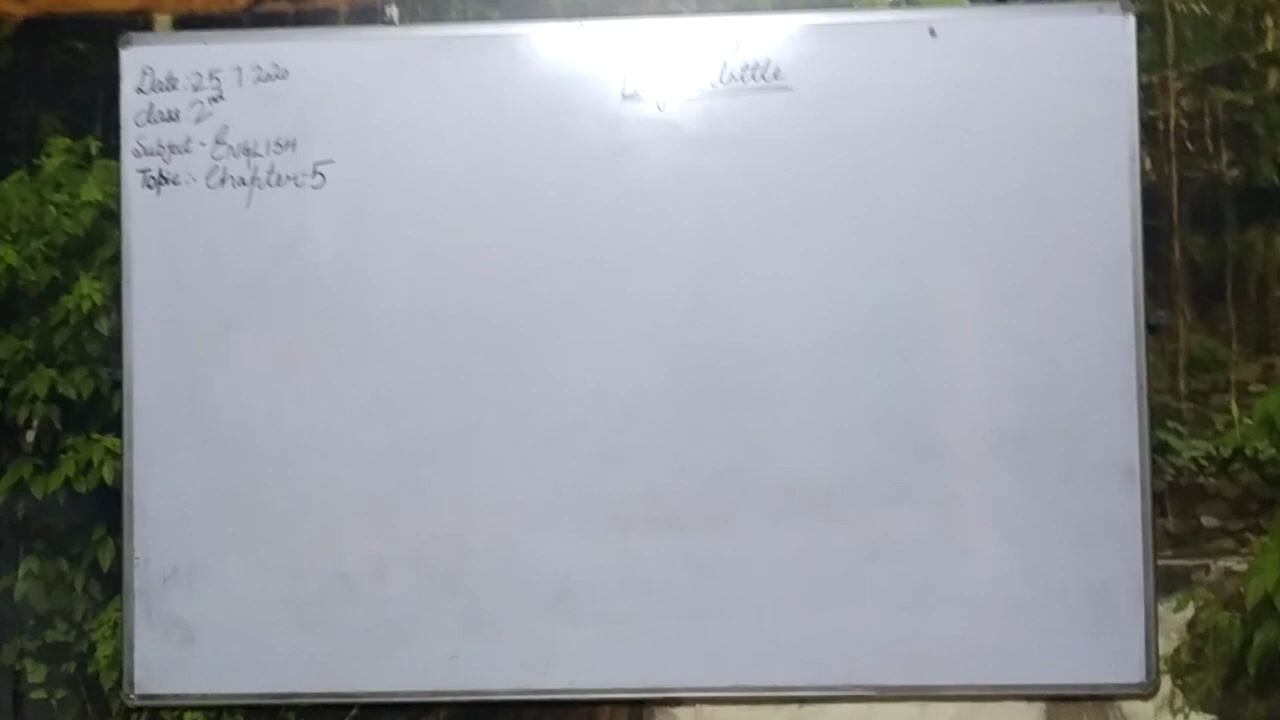 Date: 25 7 2020
Class: 2nd
Subject - ENGLISH
Topic:- Chapter-5